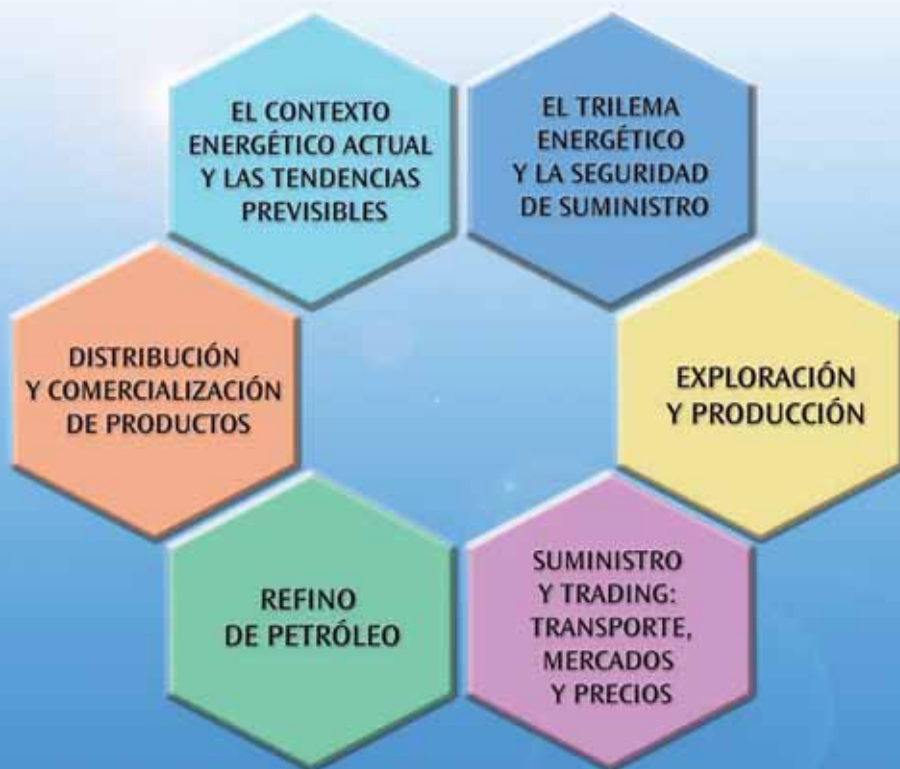 EL CONTEXTO
ENERGÉTICO ACTUAL
Y LAS TENDENCIAS
PREVISIBLES
EL TRILEMA
ENERGÉTICO
Y LA SEGURIDAD
DE SUMINISTRO
DISTRIBUCIÓN
Y COMERCIALIZACIÓN
DE PRODUCTOS
EXPLORACIÓN
Y PRODUCCIÓN
REFINO
DE PETRÓLEO
SUMINISTRO
Y TRADING:
TRANSPORTE,
MERCADOS
Y PRECIOS